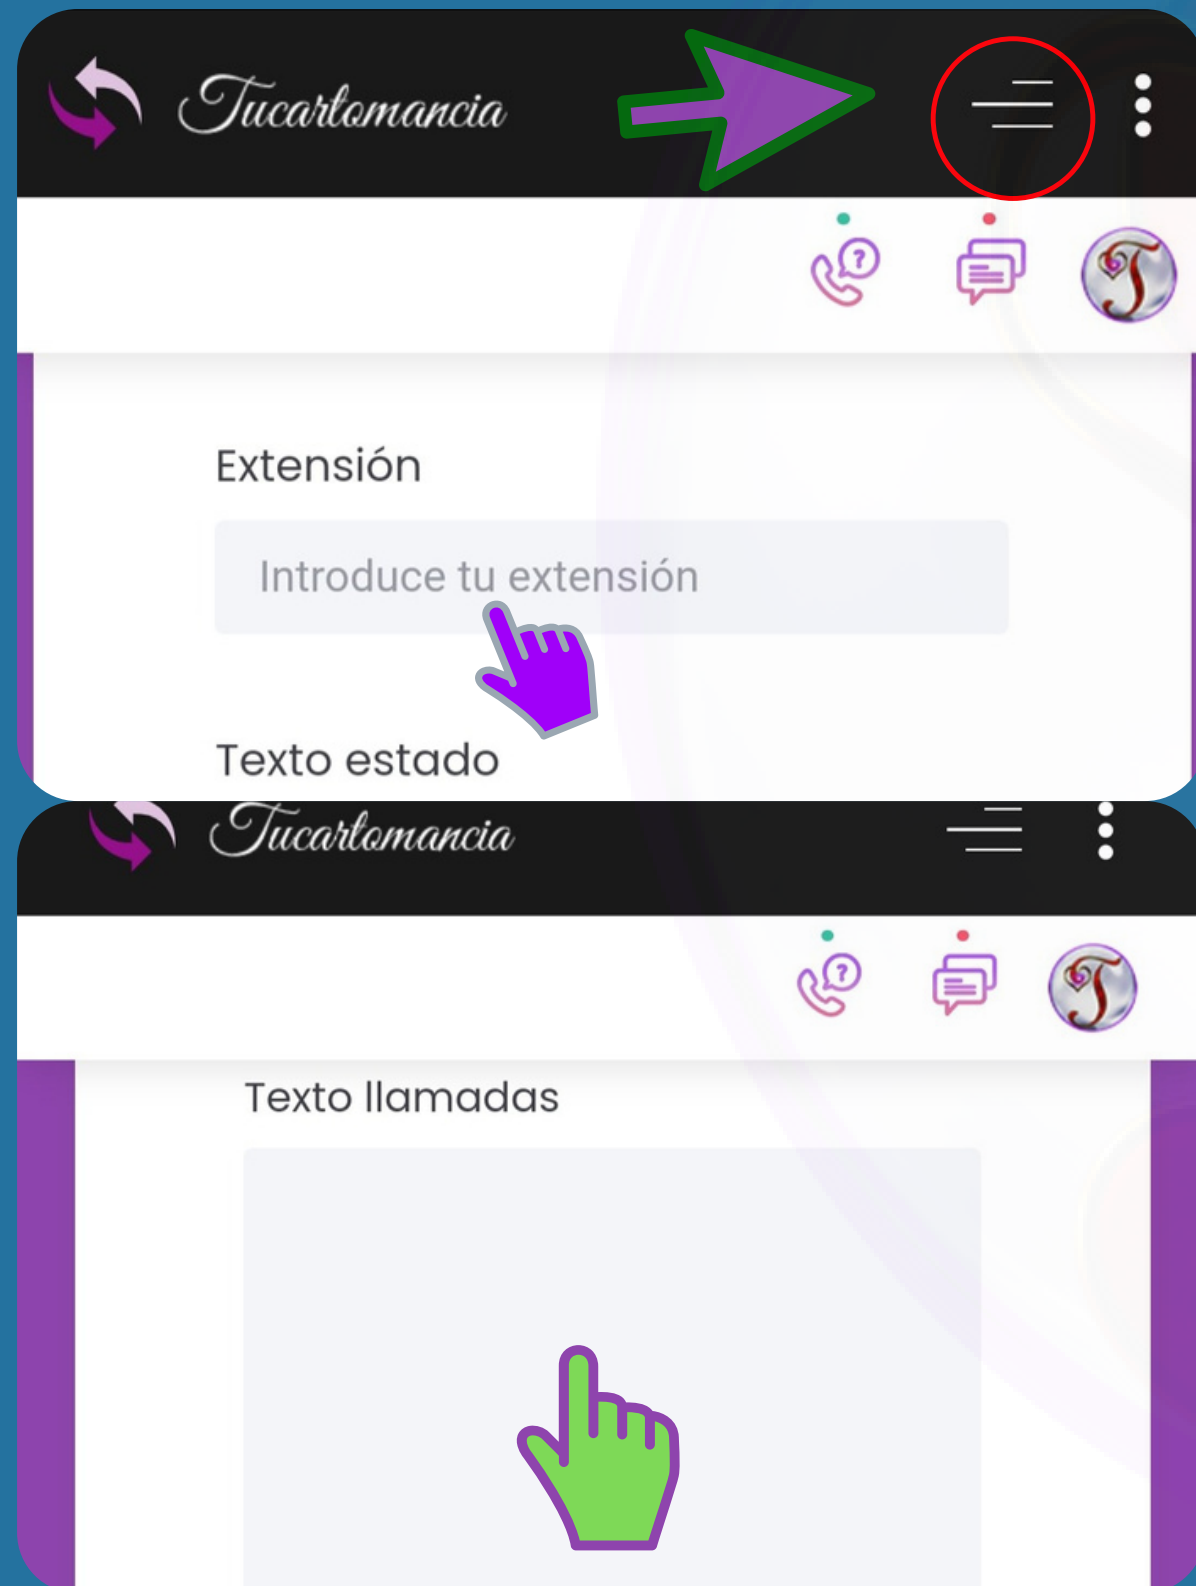 Tucartomancia
Extensión
Introduce tu extensión
Texto estado
Tucartomancia
Texto llamadas